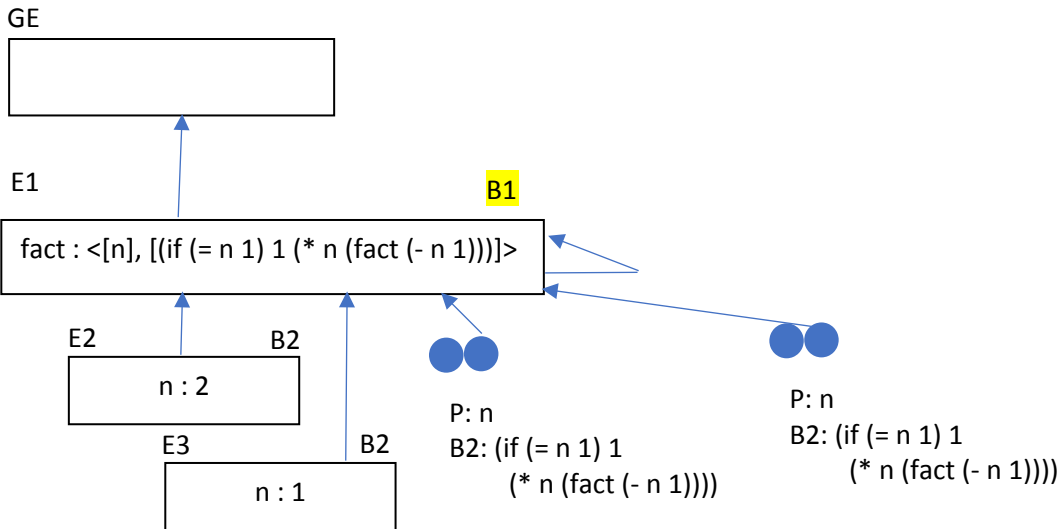 GE
E1
B1
fact : <[n], [(if (= n 1) 1 (* n (fact (- n 1)))]>
E2
B2
n : 2
E3
B2
n : 1
P: n
B2: (if (= n 1) 1
(* n (fact (- n 1))))
P: n
B2: (if (= n 1) 1
(* n (fact (- n 1))))